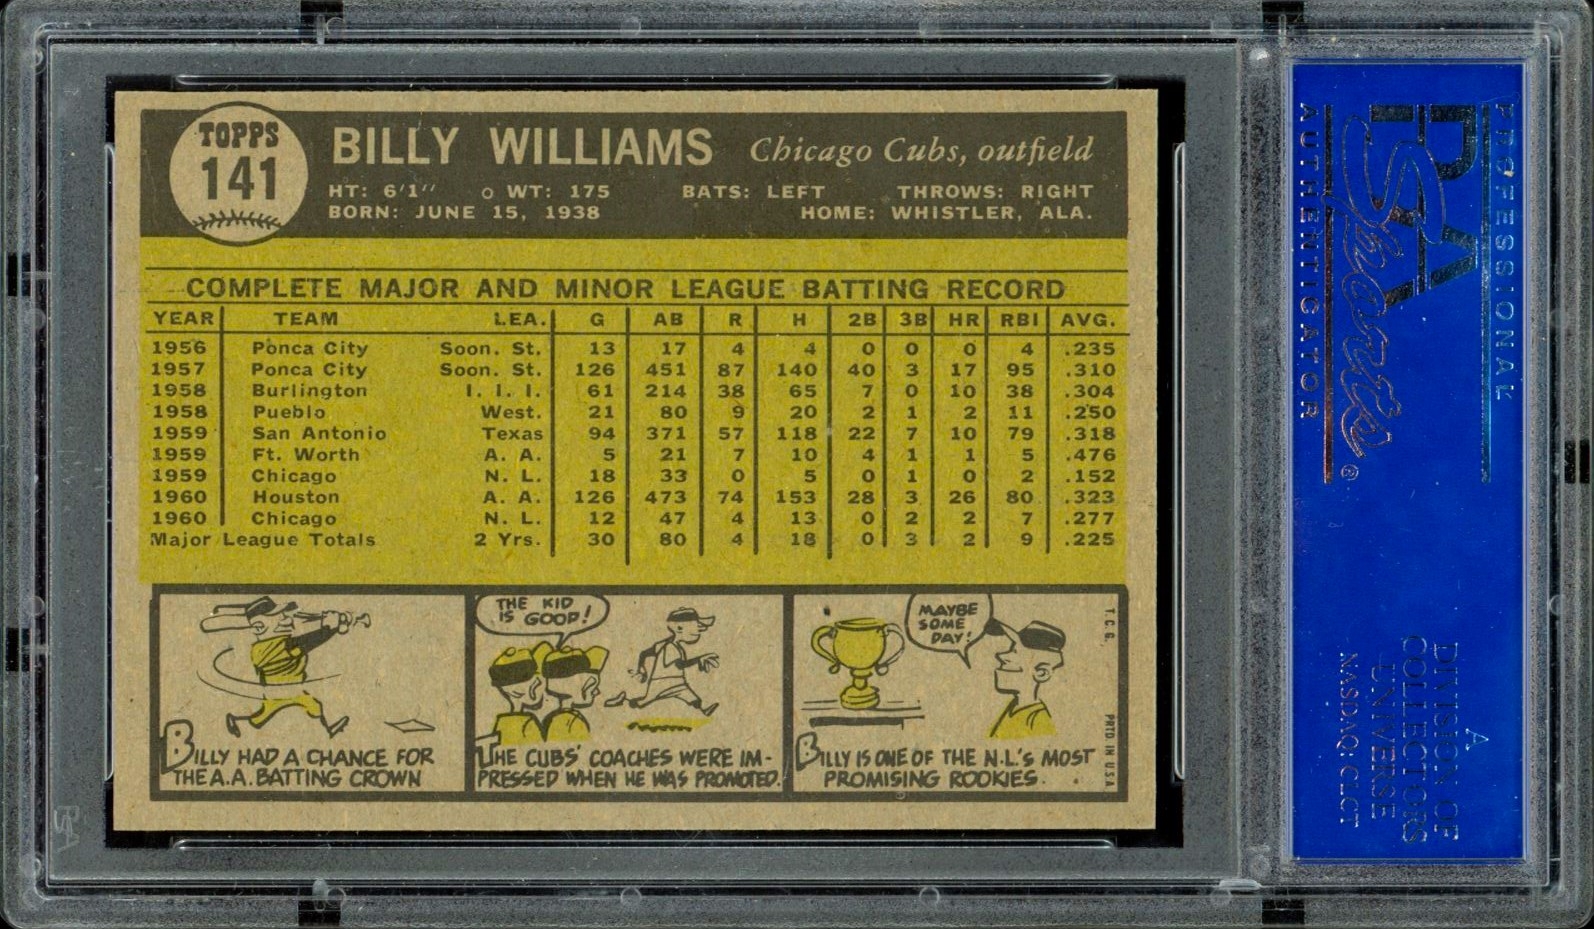 TOPPS
141
BILLY WILLIAMS Chicago Cubs, outfield
HT: 6'1" WT: 175 BATS: LEFT THROWS: RIGHT
BORN: JUNE 15, 1938 HOME: WHISTLER, ALA.
COMPLETE MAJOR AND MINOR LEAGUE BATTING RECORD
YEAR TEAM LEA. G AB R H 2B 3B HR RBI AVG.
1956 Ponca City Soon. St. 13 17 4 4 0 0 0 4 .235
1957 Ponca City Soon. St. 126 451 87 140 40 3 17 95 .310
1958 Burlington I. I. I. 61 214 38 65 7 0 10 38 .304
1958 Pueblo West. 21 80 9 20 2 1 2 11 .250
1959 San Antonio Texas 94 371 57 118 22 7 10 79 .318
1959 Ft. Worth A. A. 5 21 7 10 4 1 1 5 .476
1959 Chicago N. L. 18 33 0 5 0 1 0 2 .152
1960 Houston A. A. 126 473 74 153 28 3 26 80 .323
1960 Chicago N. L. 12 47 4 13 0 2 2 7 .277
Major League Totals 2 Yrs. 30 80 4 18 0 3 2 9 .225
BILLY HAD A CHANCE FOR
THE A.A. BATTING CROWN
THE KID
IS GOOD!
THE CUBS' COACHES WERE IM-
PRESSED WHEN HE WAS PROMOTED.
MAYBE
SOME
DAY!
BILLY IS ONE OF THE N.L.'S MOST
PROMISING ROOKIES.
T. C. G. PRTD. IN U.S.A.
PROFESSIONAL
PSA
Sports
AUTHENTICATOR
®
A
DIVISION OF
COLLECTORS
UNIVERSE
NASDAQ: CLCT
PSA